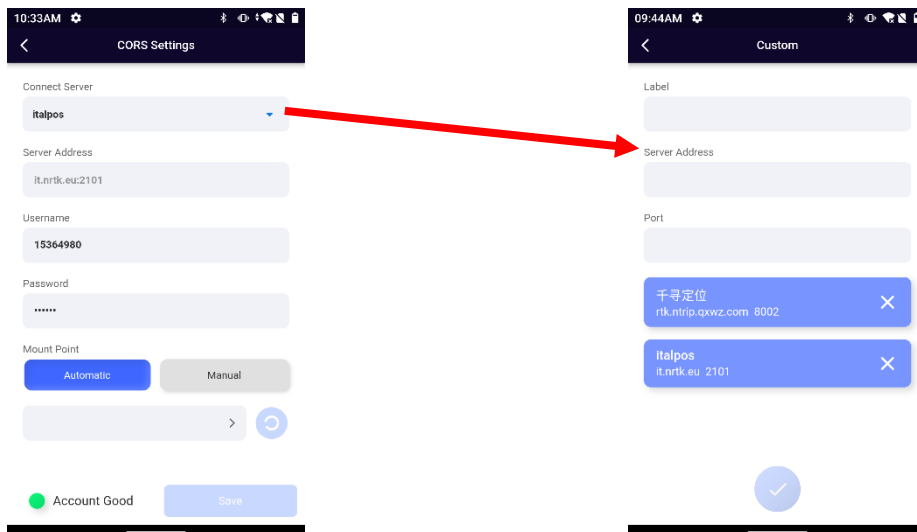 10:33AM
CORS Settings
Connect Server
italpos
Server Address
it.nrtk.eu:2101
Username
15364980
Password
••••••
Mount Point
Automatic
Manual
Account Good
Save
09:44AM
Custom
Label
Server Address
Port
千寻定位
rtk.ntrip.qxwz.com 8002
italpos
it.nrtk.eu 2101